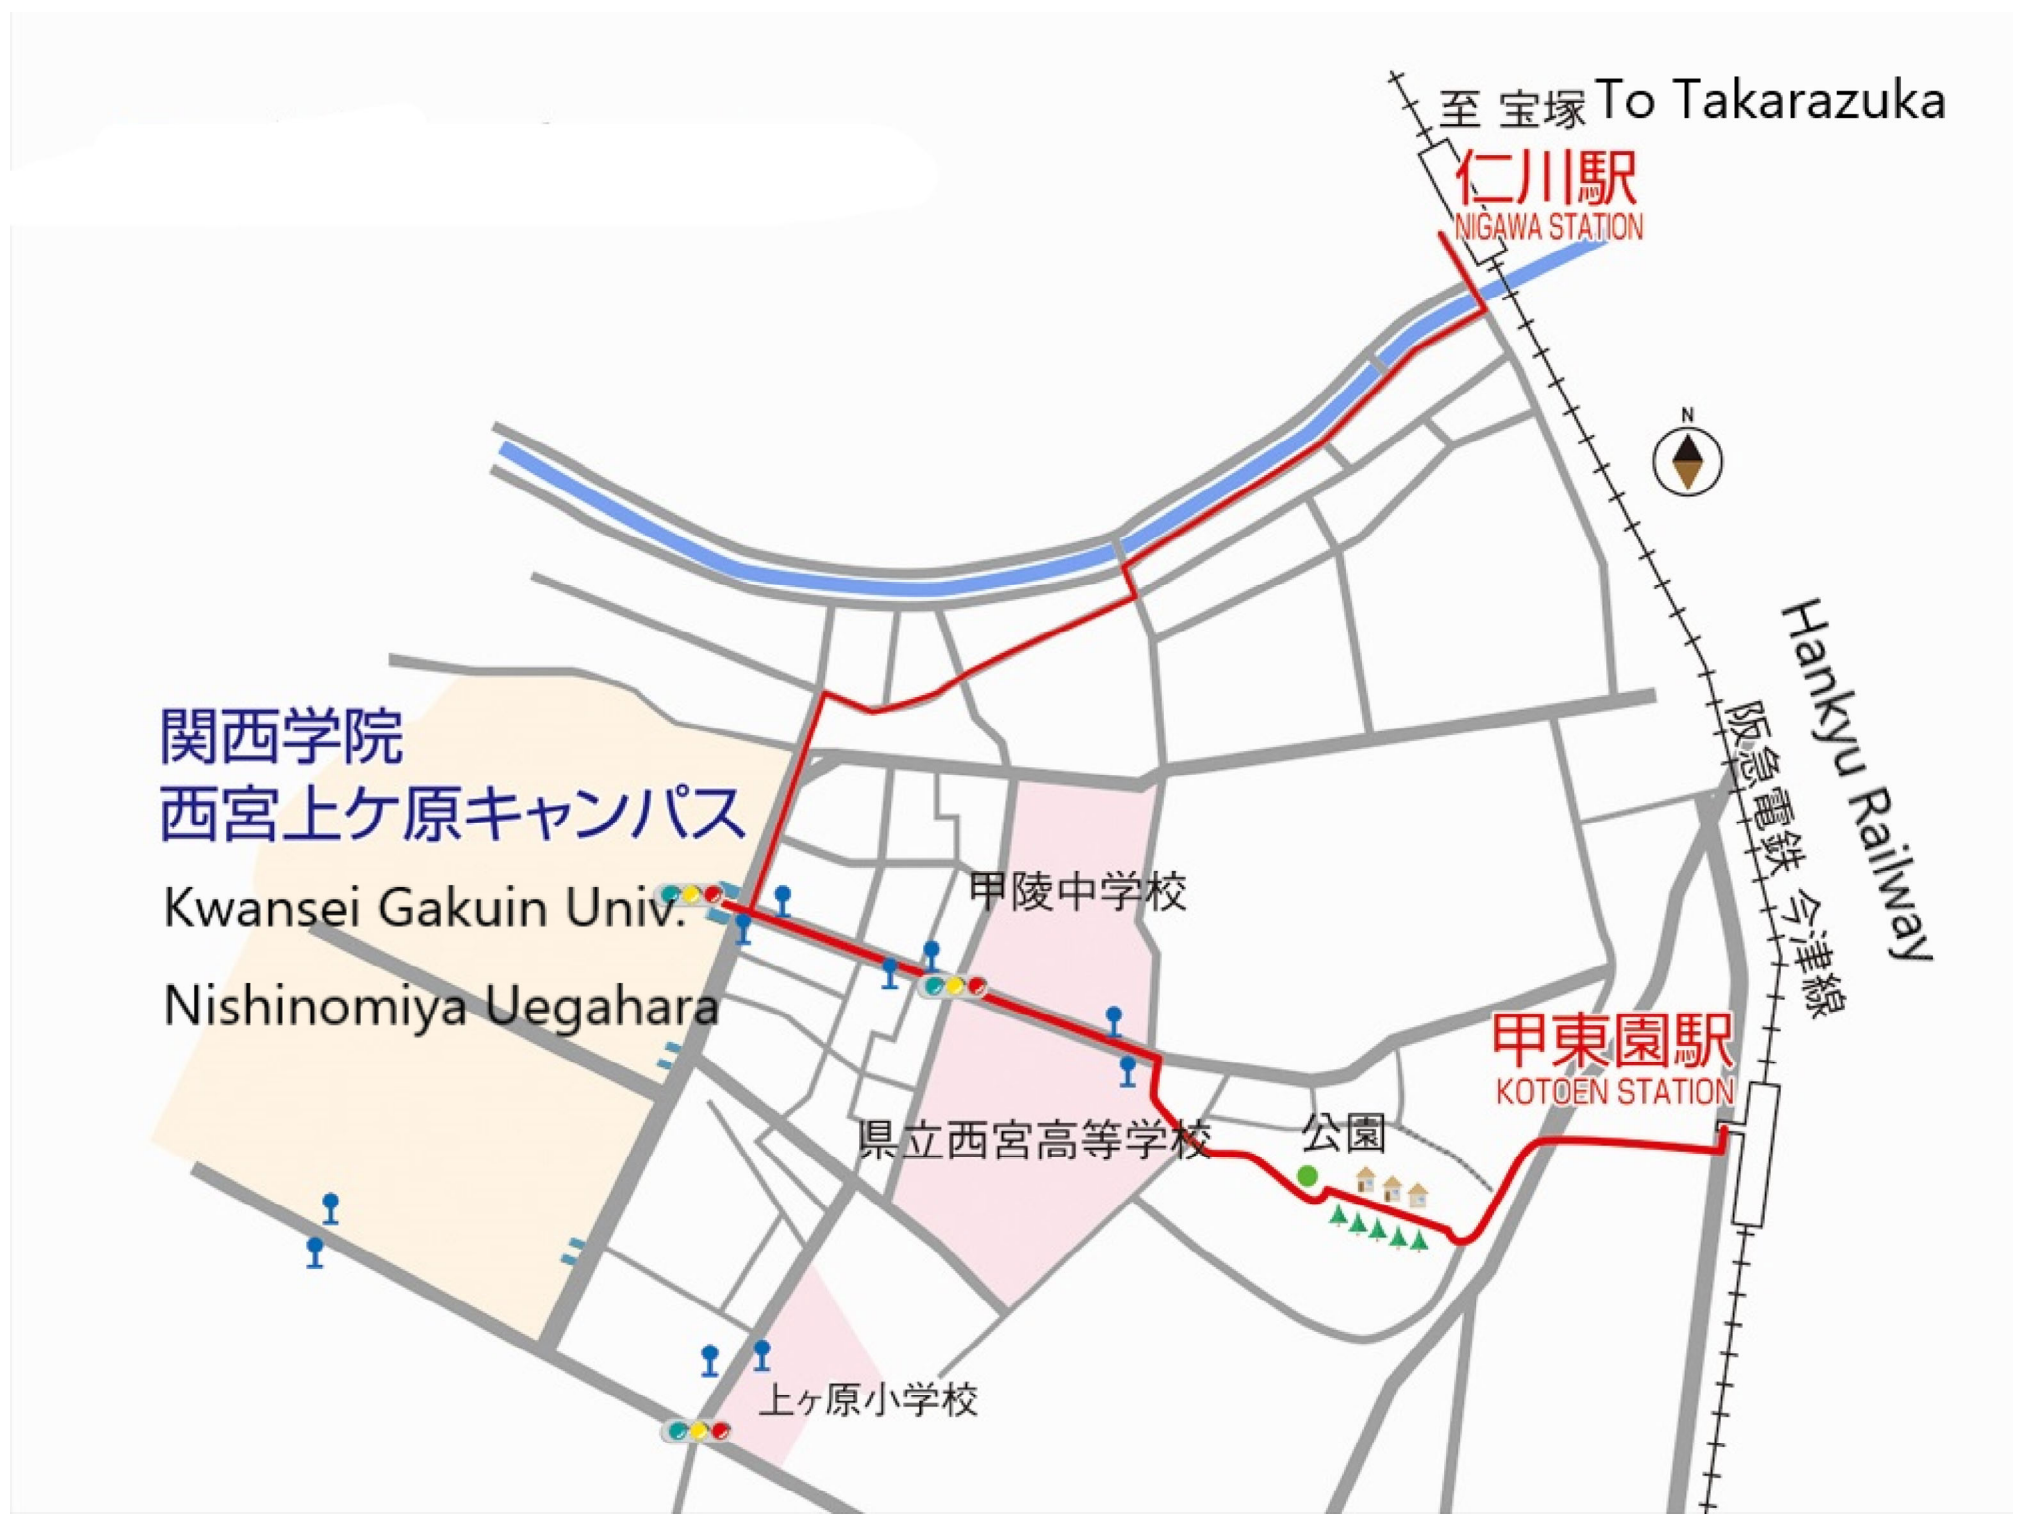 至 宝塚 To Takarazuka
仁川駅
NIGAWA STATION
N
Hankyu Railway
阪急電鉄 今津線
関西学院
西宮上ケ原キャンパス
Kwansei Gakuin Univ.
Nishinomiya Uegahara
甲陵中学校
甲東園駅
KOTOEN STATION
公園
県立西宮高等学校
上ヶ原小学校